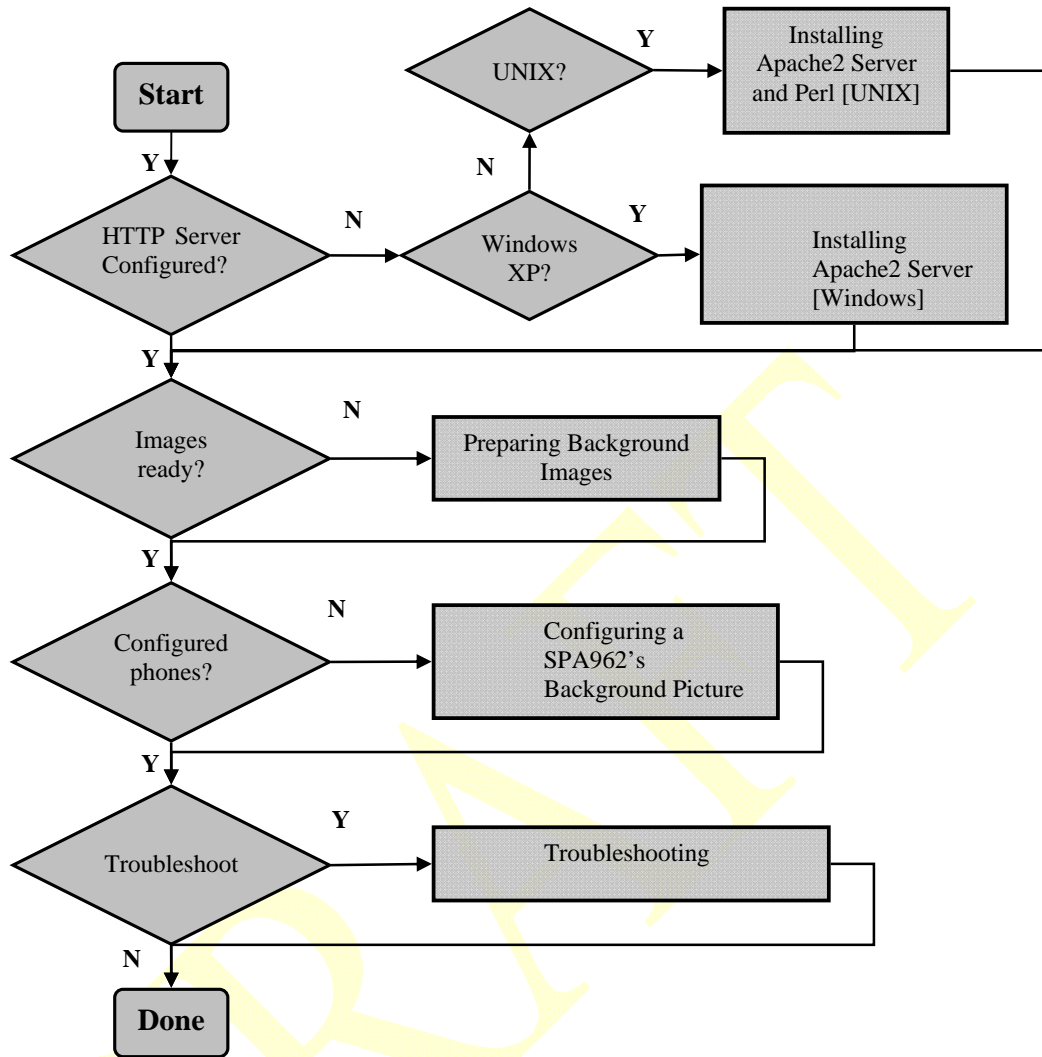 UNIX?
Y
Installing
Apache2 Server
and Perl [UNIX]
Start
Y
N
HTTP Server
Configured?
N
Windows
XP?
Y
Installing
Apache2 Server
[Windows]
Y
Images
ready?
N
Preparing Background
Images
Y
Configured
phones?
N
Configuring a
SPA962’s
Background Picture
Y
Troubleshoot
Y
Troubleshooting
N
Done
DRAFT